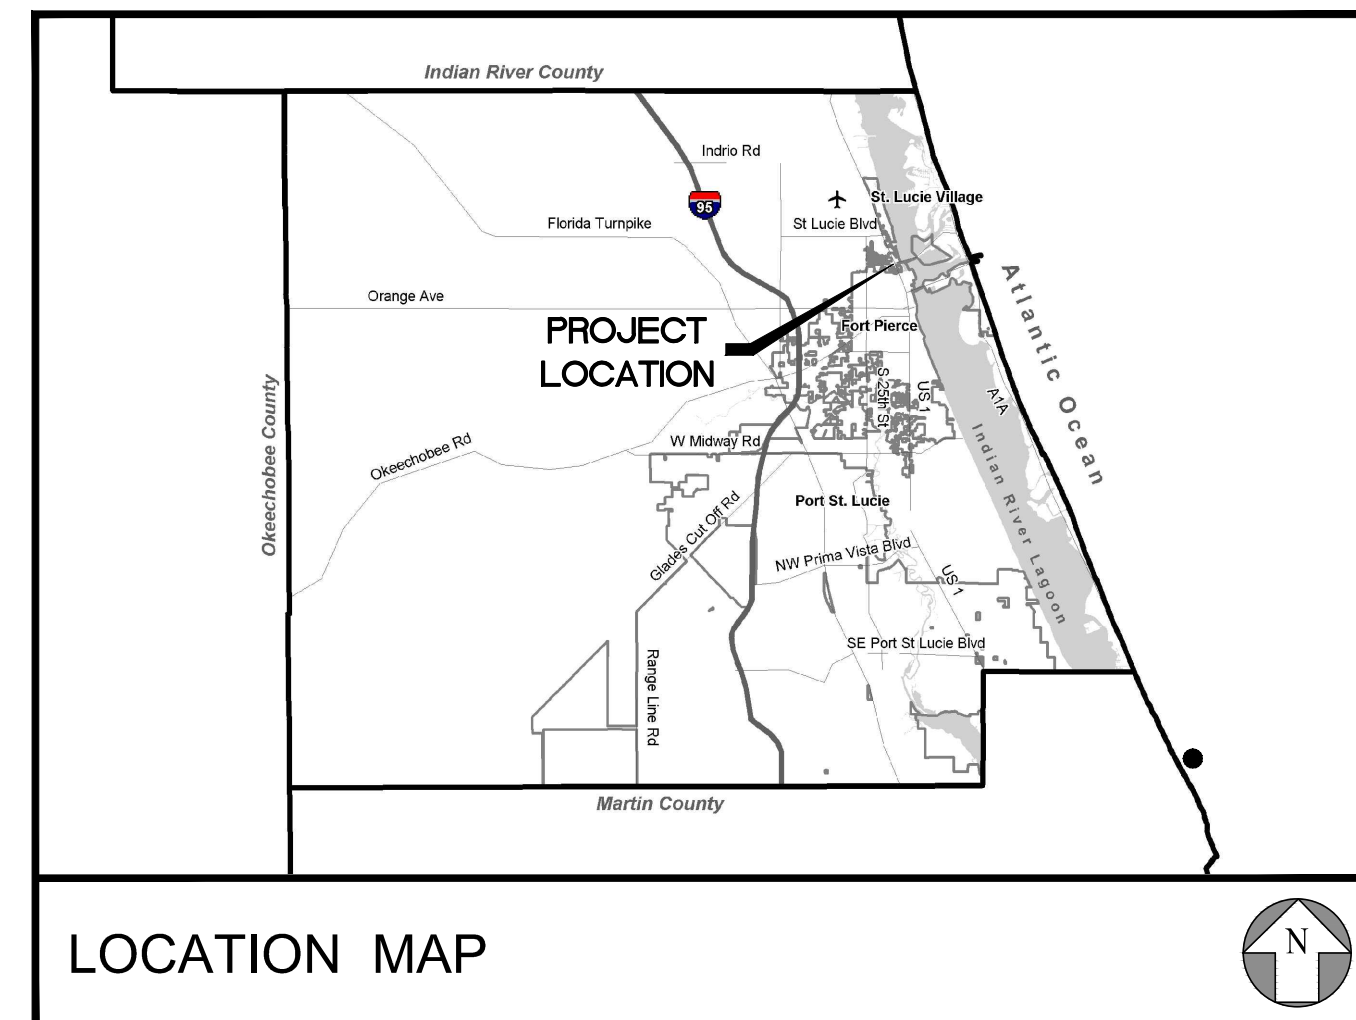 Indian River County
Indrio Rd
95
St. Lucie Village
Florida Turnpike
St Lucie Blvd
Atlantic Ocean
Orange Ave
PROJECT
LOCATION
Fort Pierce
S 25th St
US 1
A1A
Okeechobee County
Okeechobee Rd
W Midway Rd
Indian River Lagoon
Glades Cut Off Rd
Port St. Lucie
NW Prima Vista Blvd
US 1
SE Port St Lucie Blvd
Range Line Rd
Martin County
LOCATION MAP
N